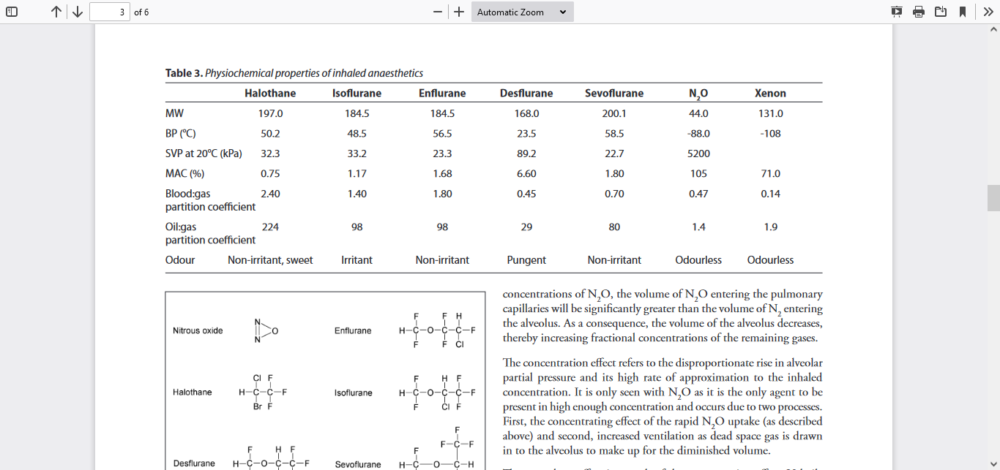 3 of 6 Automatic Zoom
Table 3. Physiochemical properties of inhaled anaesthetics
Halothane Isoflurane Enflurane Desflurane Sevoflurane N₂O Xenon
MW 197.0 184.5 184.5 168.0 200.1 44.0 131.0
BP (°C) 50.2 48.5 56.5 23.5 58.5 -88.0 -108
SVP at 20°C (kPa) 32.3 33.2 23.3 89.2 22.7 5200
MAC (%) 0.75 1.17 1.68 6.60 1.80 105 71.0
Blood:gas 2.40 1.40 1.80 0.45 0.70 0.47 0.14
partition coefficient
Oil:gas 224 98 98 29 80 1.4 1.9
partition coefficient
Odour Non-irritant, sweet Irritant Non-irritant Pungent Non-irritant Odourless Odourless
Nitrous oxide
N
O
N
Enflurane
F F H
H-C-O-C-C-F
F F Cl
Halothane
Cl F
H-C-C-F
Br F
Isoflurane
F H F
H-C-O-C-C-F
F Cl F
Desflurane
F H F
H-C-O-C-C-F
Sevoflurane
F
F-C-F
F
H-C-O-C-H
concentrations of N₂O, the volume of N₂O entering the pulmonary
capillaries will be significantly greater than the volume of N₂ entering
the alveolus. As a consequence, the volume of the alveolus decreases,
thereby increasing fractional concentrations of the remaining gases.
The concentration effect refers to the disproportionate rise in alveolar
partial pressure and its high rate of approximation to the inhaled
concentration. It is only seen with N₂O as it is the only agent to be
present in high enough concentration and occurs due to two processes.
First, the concentrating effect of the rapid N₂O uptake (as described
above) and second, increased ventilation as dead space gas is drawn
in to the alveolus to make up for the diminished volume.